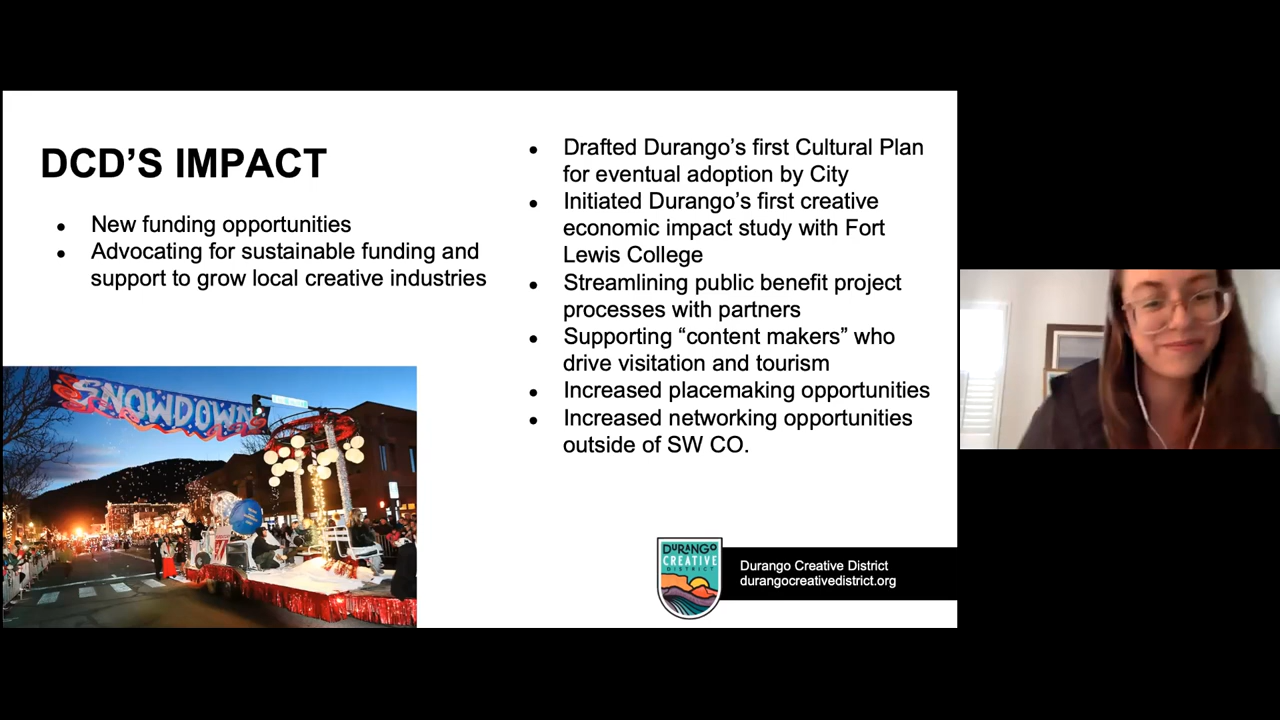 DCD’S IMPACT
● New funding opportunities
● Advocating for sustainable funding and
support to grow local creative industries
● Drafted Durango’s first Cultural Plan
for eventual adoption by City
● Initiated Durango’s first creative
economic impact study with Fort
Lewis College
● Streamlining public benefit project
processes with partners
● Supporting “content makers” who
drive visitation and tourism
● Increased placemaking opportunities
● Increased networking opportunities
outside of SW CO.
SNOWDOWN
DURANGO
CREATIVE
DISTRICT
Durango Creative District
durangocreativedistrict.org